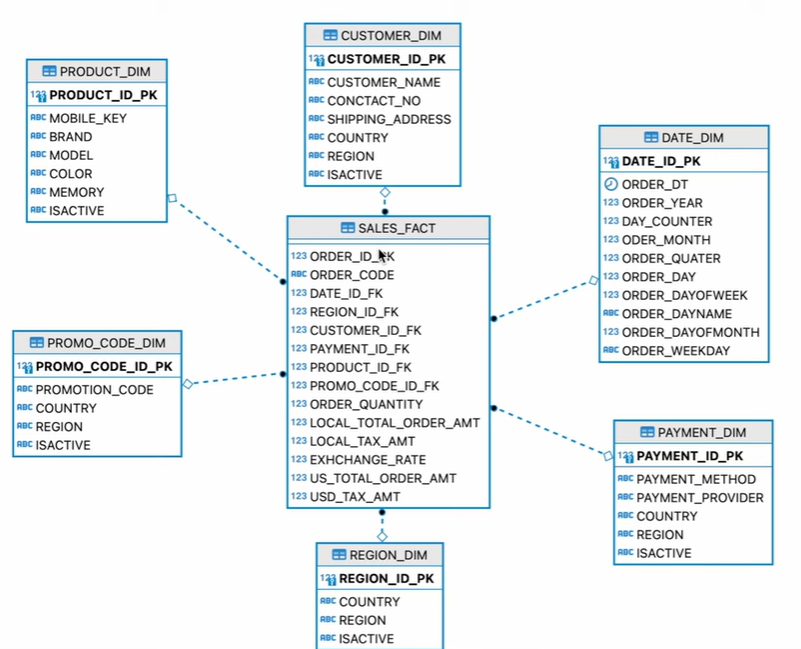 CUSTOMER_DIM
123 CUSTOMER_ID_PK
ABC CUSTOMER_NAME
ABC CONCTACT_NO
ABC SHIPPING_ADDRESS
ABC COUNTRY
ABC REGION
ABC ISACTIVE
PRODUCT_DIM
123 PRODUCT_ID_PK
ABC MOBILE_KEY
ABC BRAND
ABC MODEL
ABC COLOR
ABC MEMORY
ABC ISACTIVE
DATE_DIM
123 DATE_ID_PK
ORDER_DT
123 ORDER_YEAR
123 DAY_COUNTER
123 ODER_MONTH
123 ORDER_QUATER
123 ORDER_DAY
123 ORDER_DAYOFWEEK
ABC ORDER_DAYNAME
123 ORDER_DAYOFMONTH
ABC ORDER_WEEKDAY
SALES_FACT
123 ORDER_ID_PK
ABC ORDER_CODE
123 DATE_ID_FK
123 REGION_ID_FK
123 CUSTOMER_ID_FK
123 PAYMENT_ID_FK
123 PRODUCT_ID_FK
123 PROMO_CODE_ID_FK
123 ORDER_QUANTITY
123 LOCAL_TOTAL_ORDER_AMT
123 LOCAL_TAX_AMT
123 EXHCHANGE_RATE
123 US_TOTAL_ORDER_AMT
123 USD_TAX_AMT
PROMO_CODE_DIM
123 PROMO_CODE_ID_PK
ABC PROMOTION_CODE
ABC COUNTRY
ABC REGION
ABC ISACTIVE
PAYMENT_DIM
123 PAYMENT_ID_PK
ABC PAYMENT_METHOD
ABC PAYMENT_PROVIDER
ABC COUNTRY
ABC REGION
ABC ISACTIVE
REGION_DIM
123 REGION_ID_PK
ABC COUNTRY
ABC REGION
ABC ISACTIVE